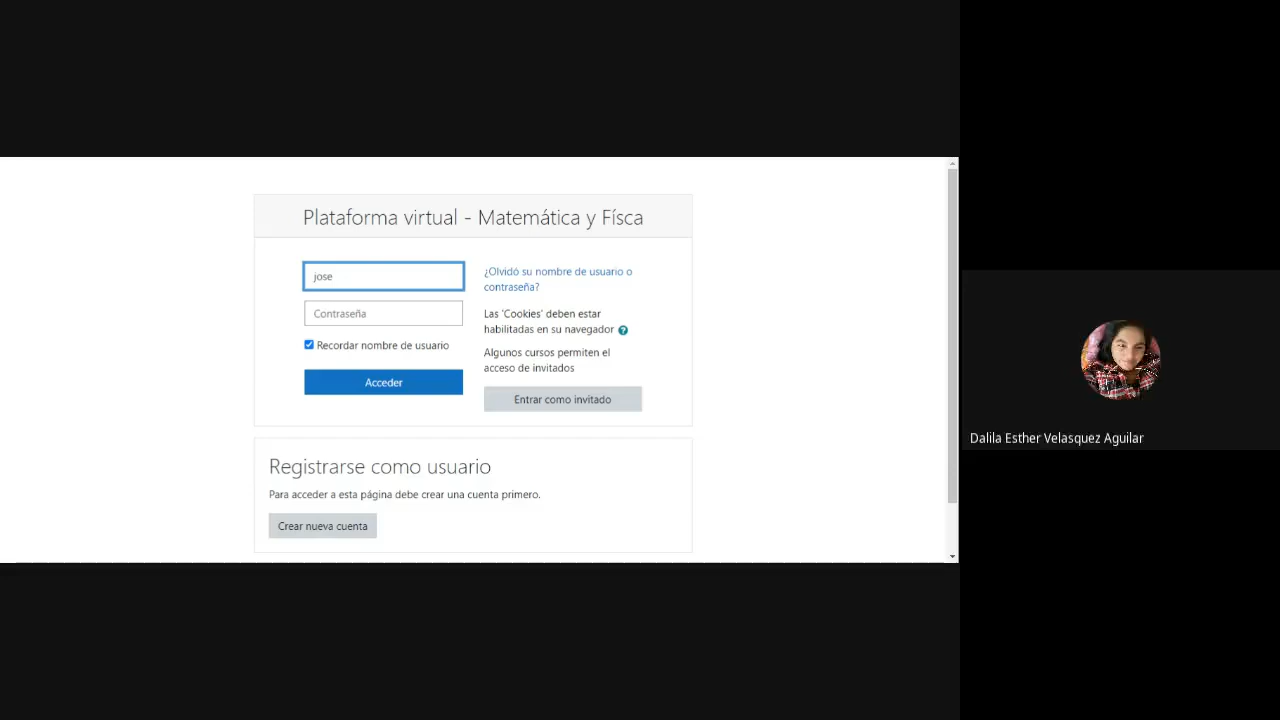 Plataforma virtual - Matemática y Físca
jose
Contraseña
Recordar nombre de usuario
Acceder
¿Olvidó su nombre de usuario o
contraseña?
Las 'Cookies' deben estar
habilitadas en su navegador ?
Algunos cursos permiten el
acceso de invitados
Entrar como invitado
Registrarse como usuario
Para acceder a esta página debe crear una cuenta primero.
Crear nueva cuenta
Dalila Esther Velasquez Aguilar